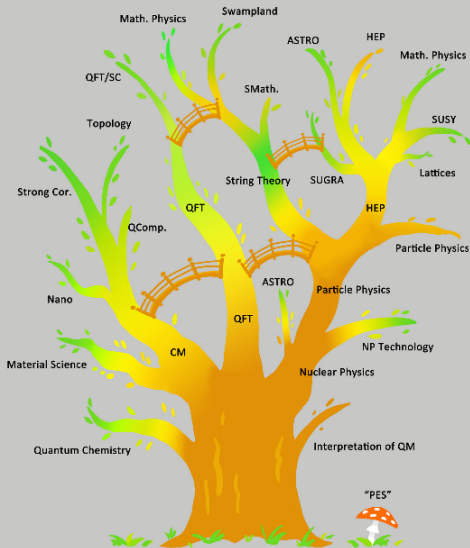 Swampland
Math. Physics
HEP
ASTRO
Math. Physics
QFT/SC
SMath.
SUSY
Topology
Lattices
String Theory
SUGRA
Strong Cor.
QFT
HEP
QComp.
Particle Physics
ASTRO
Particle Physics
Nano
QFT
NP Technology
CM
Material Science
Nuclear Physics
Quantum Chemistry
Interpretation of QM
"PES"